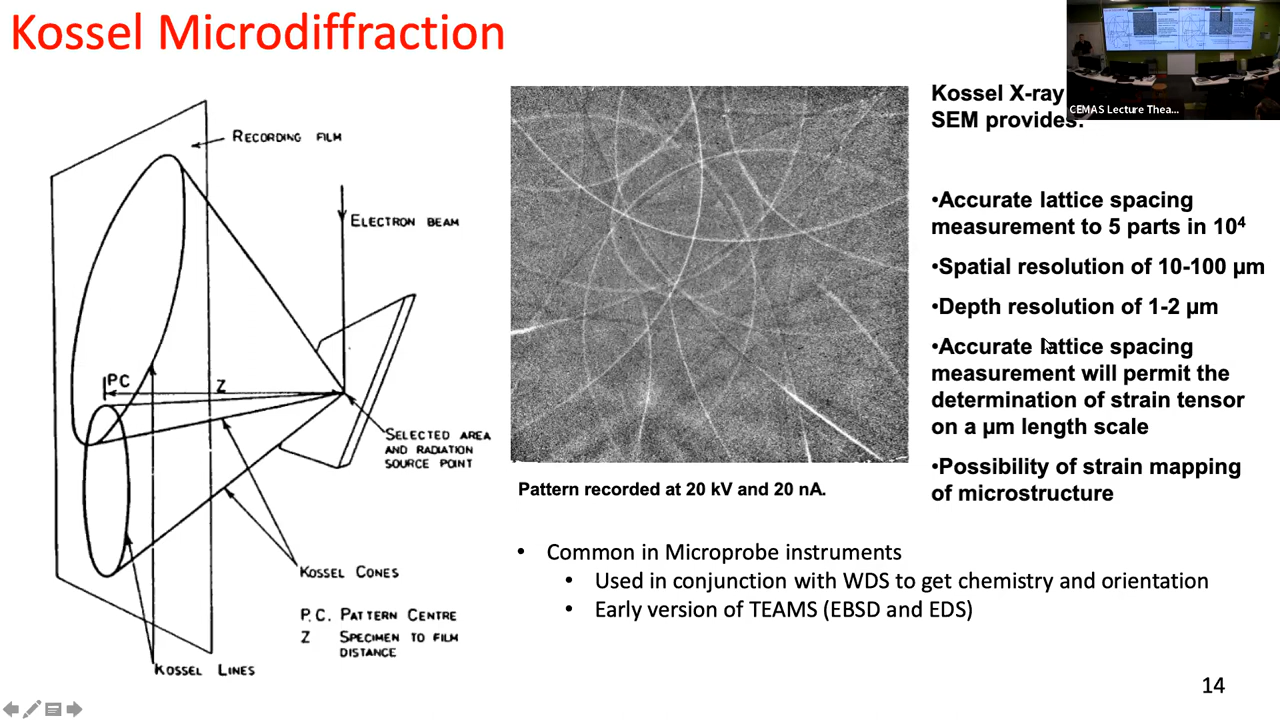 Kossel Microdiffraction
RECORDING FILM
ELECTRON BEAM
PC
Z
SELECTED AREA
AND RADIATION
SOURCE POINT
KOSSEL CONES
P.C. PATTERN CENTRE
Z SPECIMEN TO FILM
DISTANCE
KOSSEL LINES
Pattern recorded at 20 kV and 20 nA.
Kossel X-ray
SEM provides:
CEMAS Lecture Thea...
•Accurate lattice spacing
measurement to 5 parts in 10⁴
•Spatial resolution of 10-100 µm
•Depth resolution of 1-2 µm
•Accurate lattice spacing
measurement will permit the
determination of strain tensor
on a µm length scale
•Possibility of strain mapping
of microstructure
• Common in Microprobe instruments
• Used in conjunction with WDS to get chemistry and orientation
• Early version of TEAMS (EBSD and EDS)
14